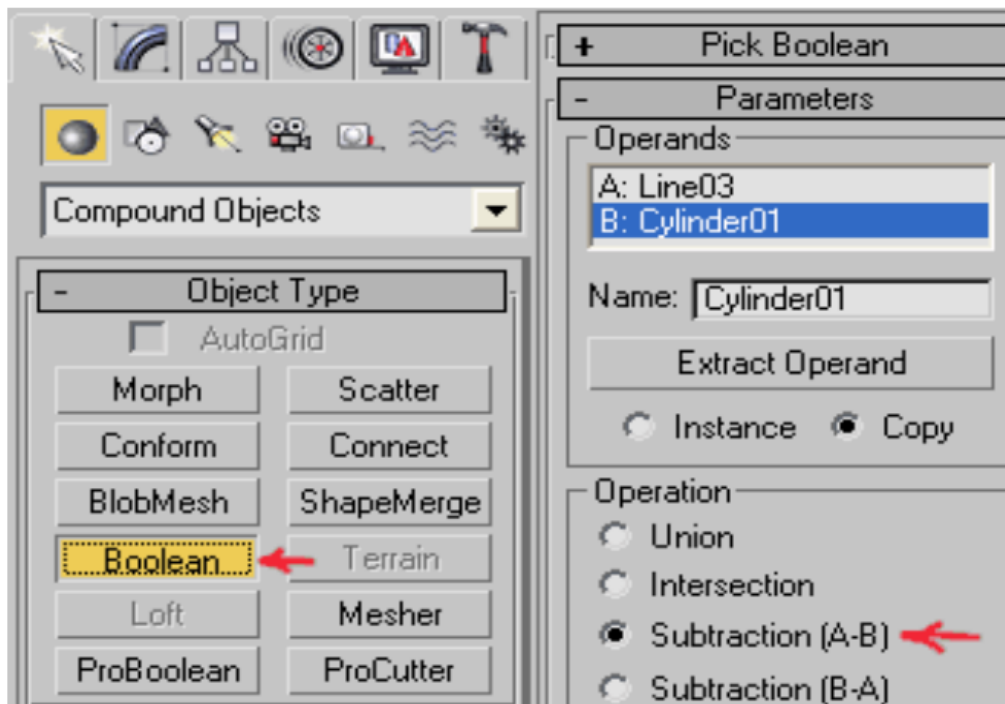 Compound Objects
- Object Type
AutoGrid
Morph Scatter
Conform Connect
BlobMesh ShapeMerge
Boolean Terrain
Loft Mesher
ProBoolean ProCutter
+ Pick Boolean
- Parameters
Operands
A: Line03
B: Cylinder01
Name: Cylinder01
Extract Operand
Instance Copy
Operation
Union
Intersection
Subtraction (A-B)
Subtraction (B-A)